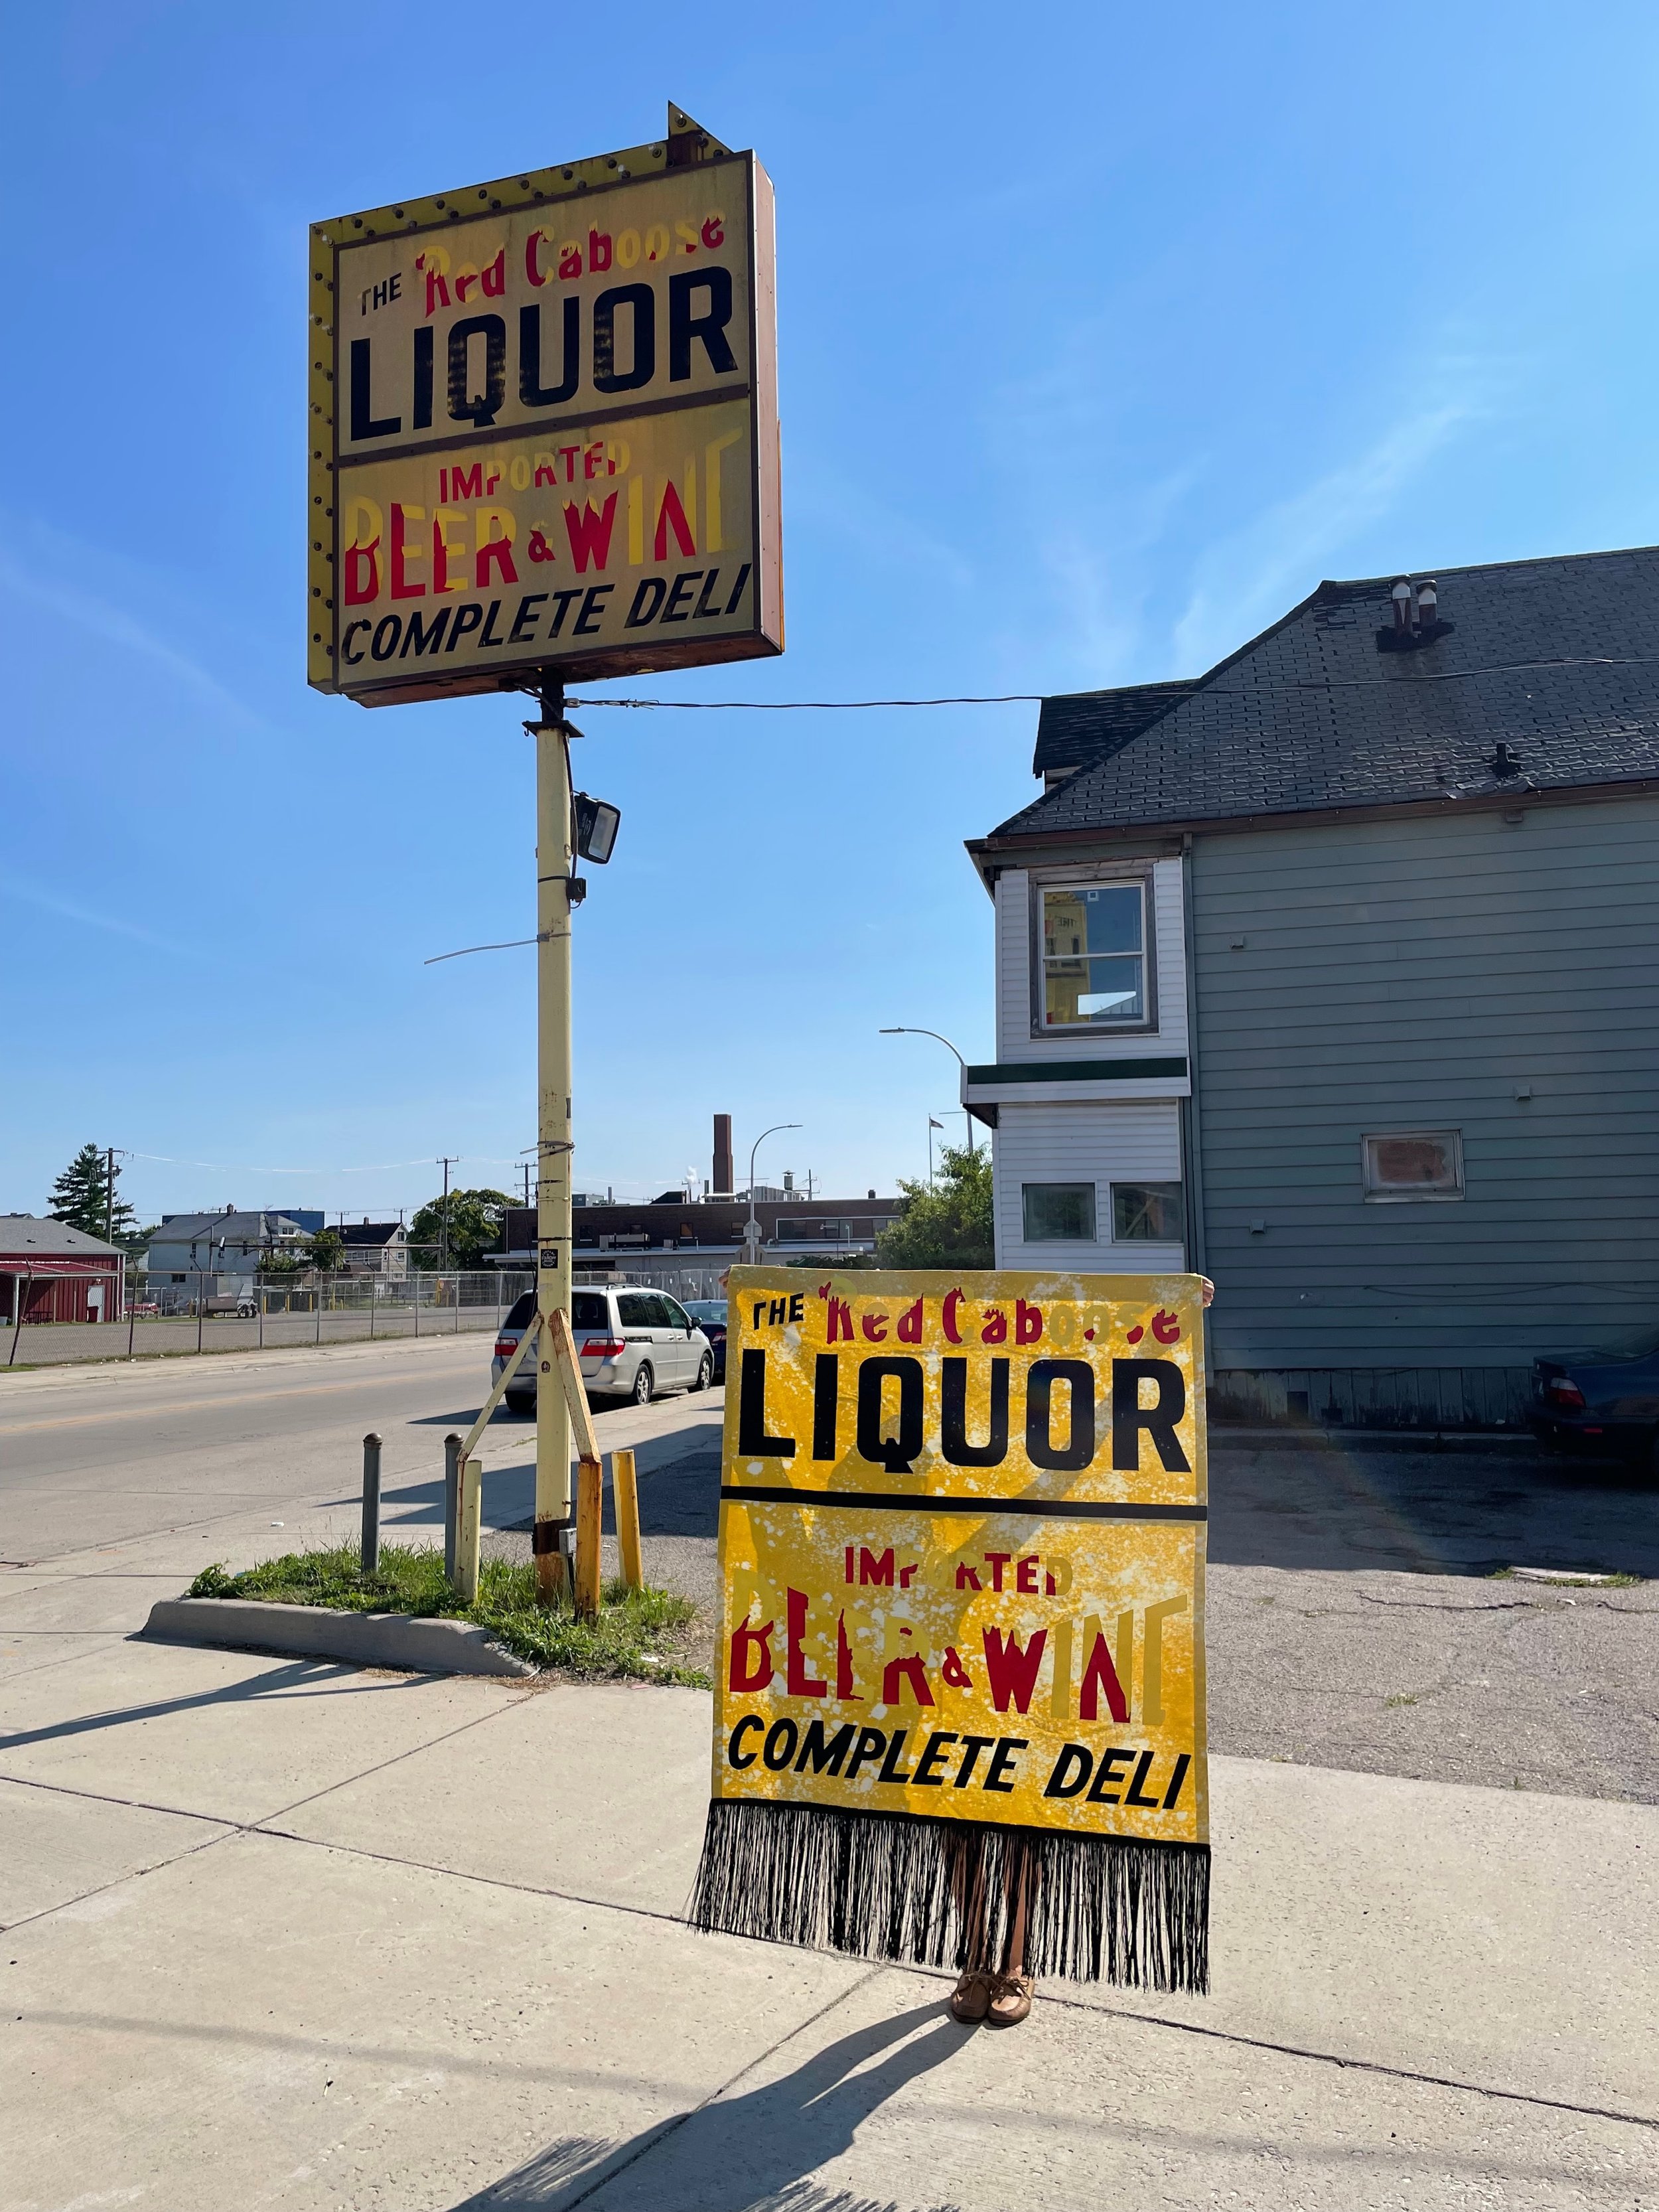 THE Red Caboose
LIQUOR
IMPORTED
BEER & WINE
COMPLETE DELI
THE Red Caboose
LIQUOR
IMPORTED
BEER & WINE
COMPLETE DELI